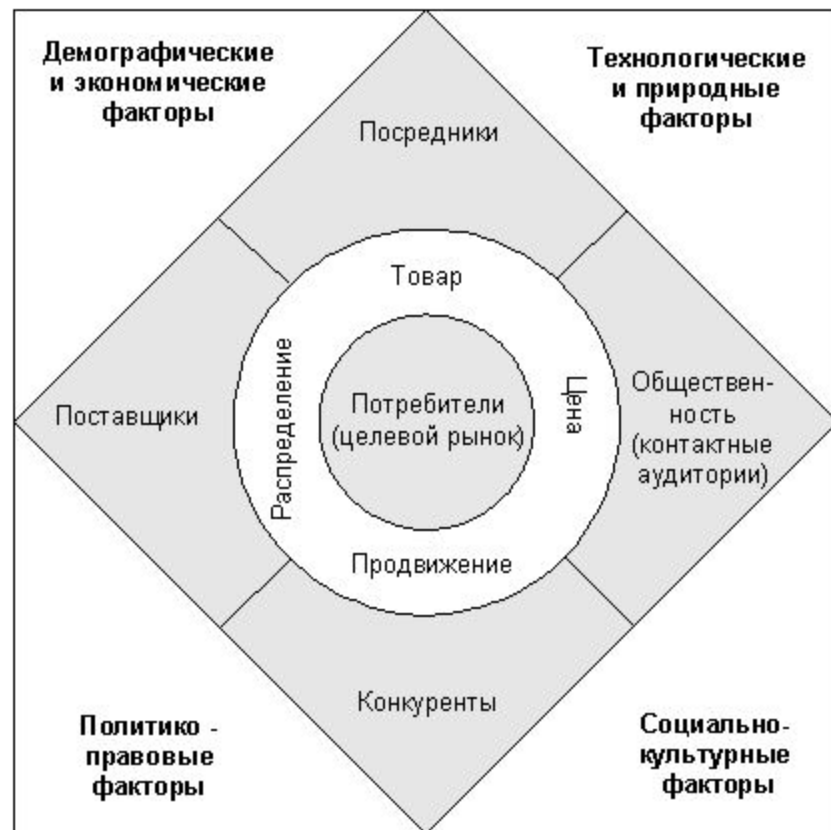 Демографические
и экономические
факторы
Технологические
и природные
факторы
Посредники
Товар
Распределение
Цена
Потребители
(целевой рынок)
Поставщики
Обществен-
ность
(контактные
аудитории)
Продвижение
Конкуренты
Политико -
правовые
факторы
Социально-
культурные
факторы